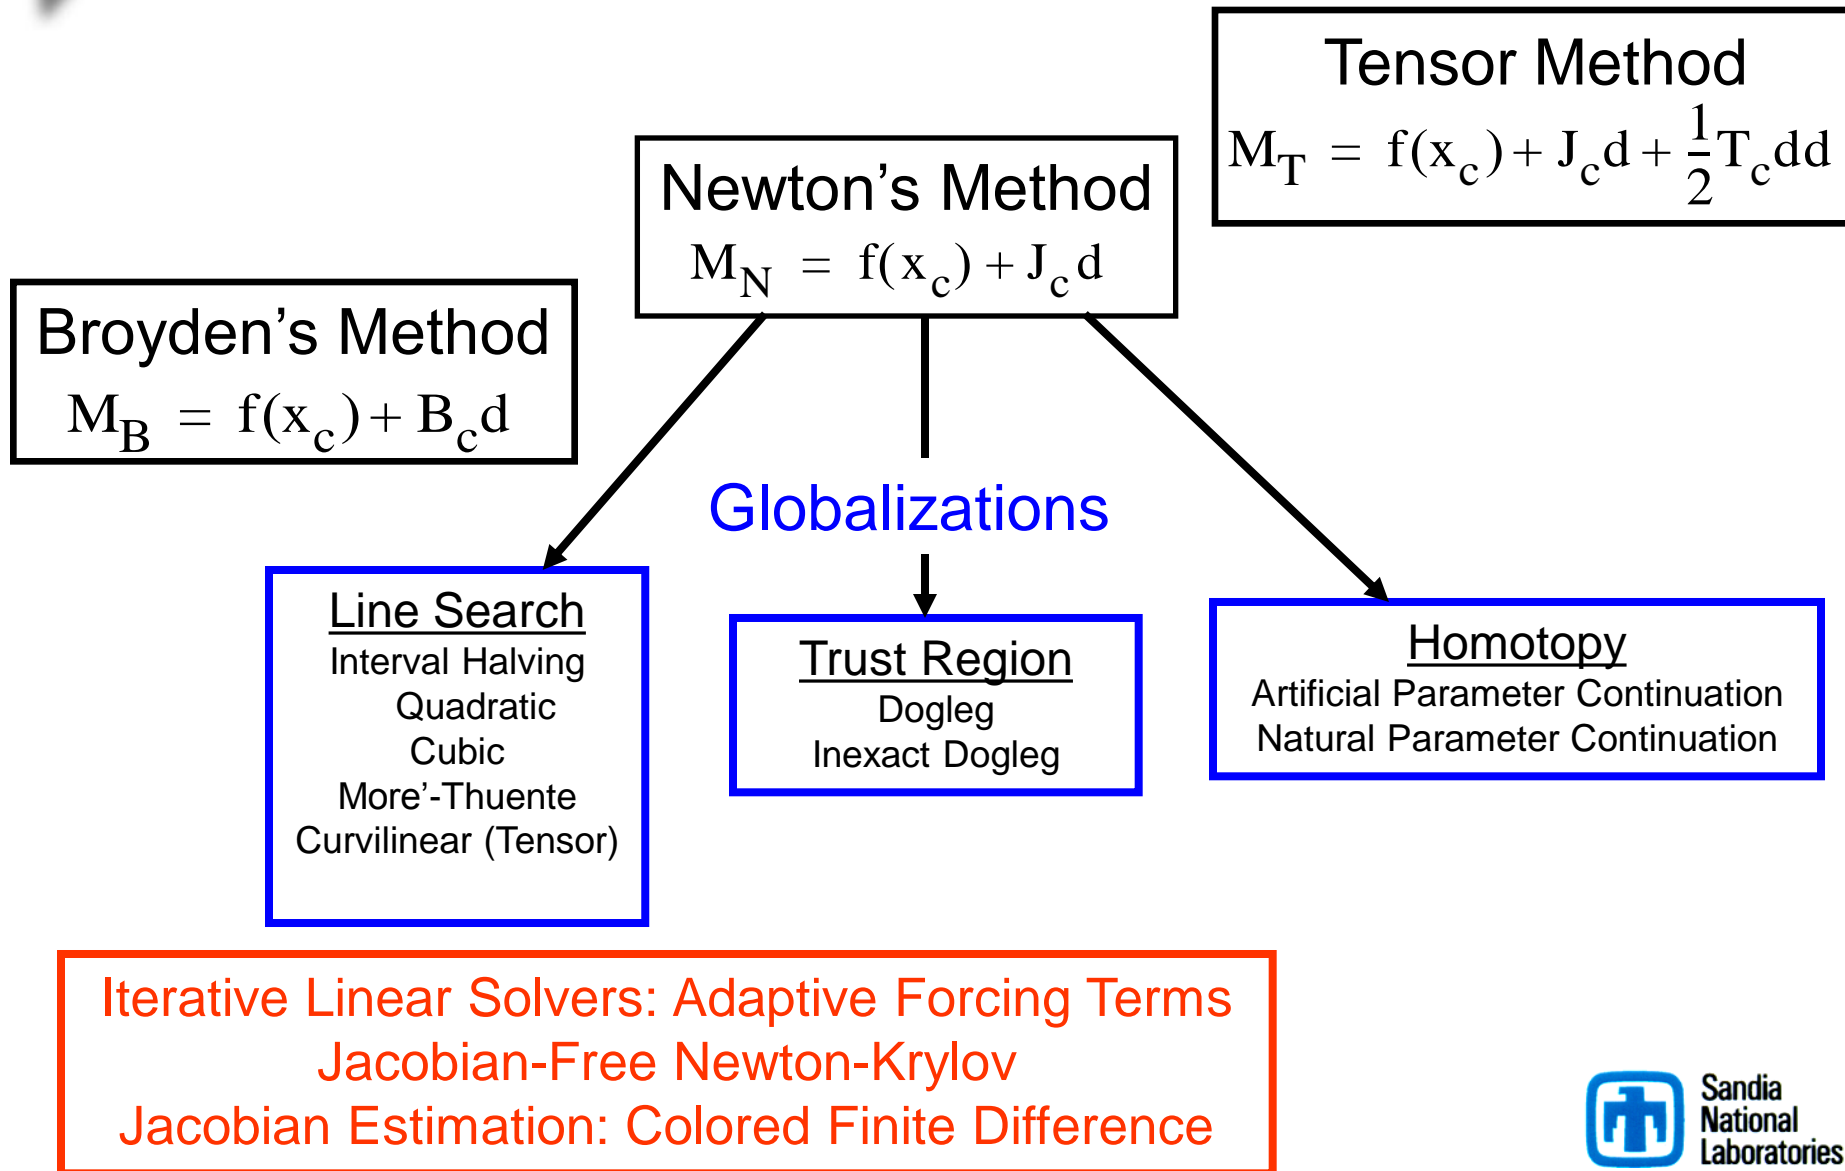 Tensor Method
M_T = f(x_c) + J_c d + 1/2 T_c dd
Newton’s Method
M_N = f(x_c) + J_c d
Broyden’s Method
M_B = f(x_c) + B_c d
Globalizations
Line Search
Interval Halving
Quadratic
Cubic
More’-Thuente
Curvilinear (Tensor)
Trust Region
Dogleg
Inexact Dogleg
Homotopy
Artificial Parameter Continuation
Natural Parameter Continuation
Iterative Linear Solvers: Adaptive Forcing Terms
Jacobian-Free Newton-Krylov
Jacobian Estimation: Colored Finite Difference
Sandia
National
Laboratories